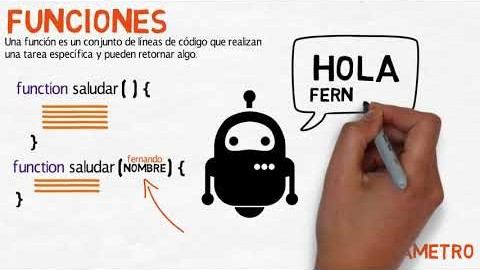 FUNCIONES
Una función es un conjunto de líneas de código que realizan
una tarea específica y pueden retornar algo.
function saludar ( ) {
}
fernando
function saludar (NOMBRE) {
}
HOLA
FERN